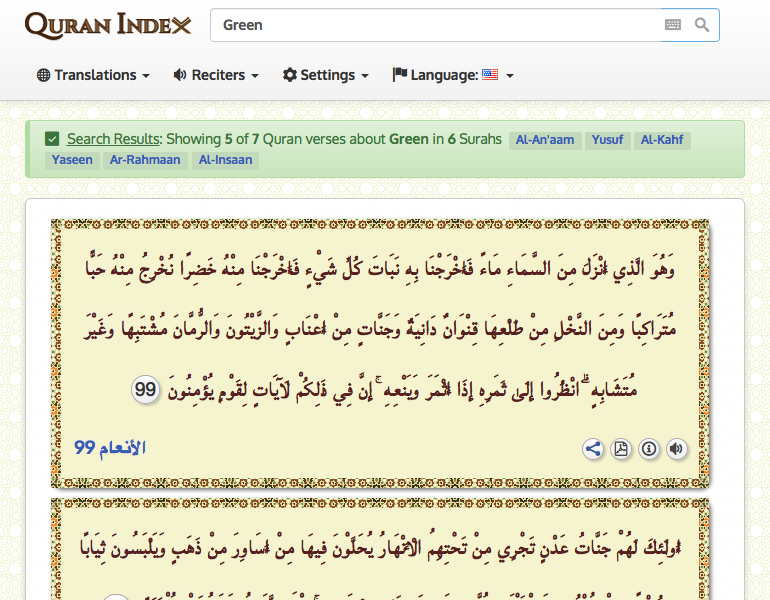 QURAN INDEX
Green
Translations Reciters Settings Language:
Search Results: Showing 5 of 7 Quran verses about Green in 6 Surahs Al-An'aam Yusuf Al-Kahf
Yaseen Ar-Rahmaan Al-Insaan
وَهُوَ الَّذِي أَنْزَلَ مِنَ السَّمَاءِ مَاءً فَأَخْرَجْنَا بِهِ نَبَاتَ كُلِّ شَيْءٍ فَأَخْرَجْنَا مِنْهُ خَضِرًا نُخْرِجُ مِنْهُ حَبًّا
مُتَرَاكِبًا وَمِنَ النَّخْلِ مِنْ طَلْعِهَا قِنْوَانٌ دَانِيَةٌ وَجَنَّاتٍ مِنْ أَعْنَابٍ وَالزَّيْتُونَ وَالرُّمَّانَ مُشْتَبِهًا وَغَيْرَ
مُتَشَابِهٍ ۗ انْظُرُوا إِلَىٰ ثَمَرِهِ إِذَا أَثْمَرَ وَيَنْعِهِ ۚ إِنَّ فِي ذَٰلِكُمْ لَآيَاتٍ لِقَوْمٍ يُؤْمِنُونَ 99
الأنعام 99
أُولَٰئِكَ لَهُمْ جَنَّاتُ عَدْنٍ تَجْرِي مِنْ تَحْتِهِمُ الْأَنْهَارُ يُحَلَّوْنَ فِيهَا مِنْ أَسَاوِرَ مِنْ ذَهَبٍ وَيَلْبَسُونَ ثِيَابًا